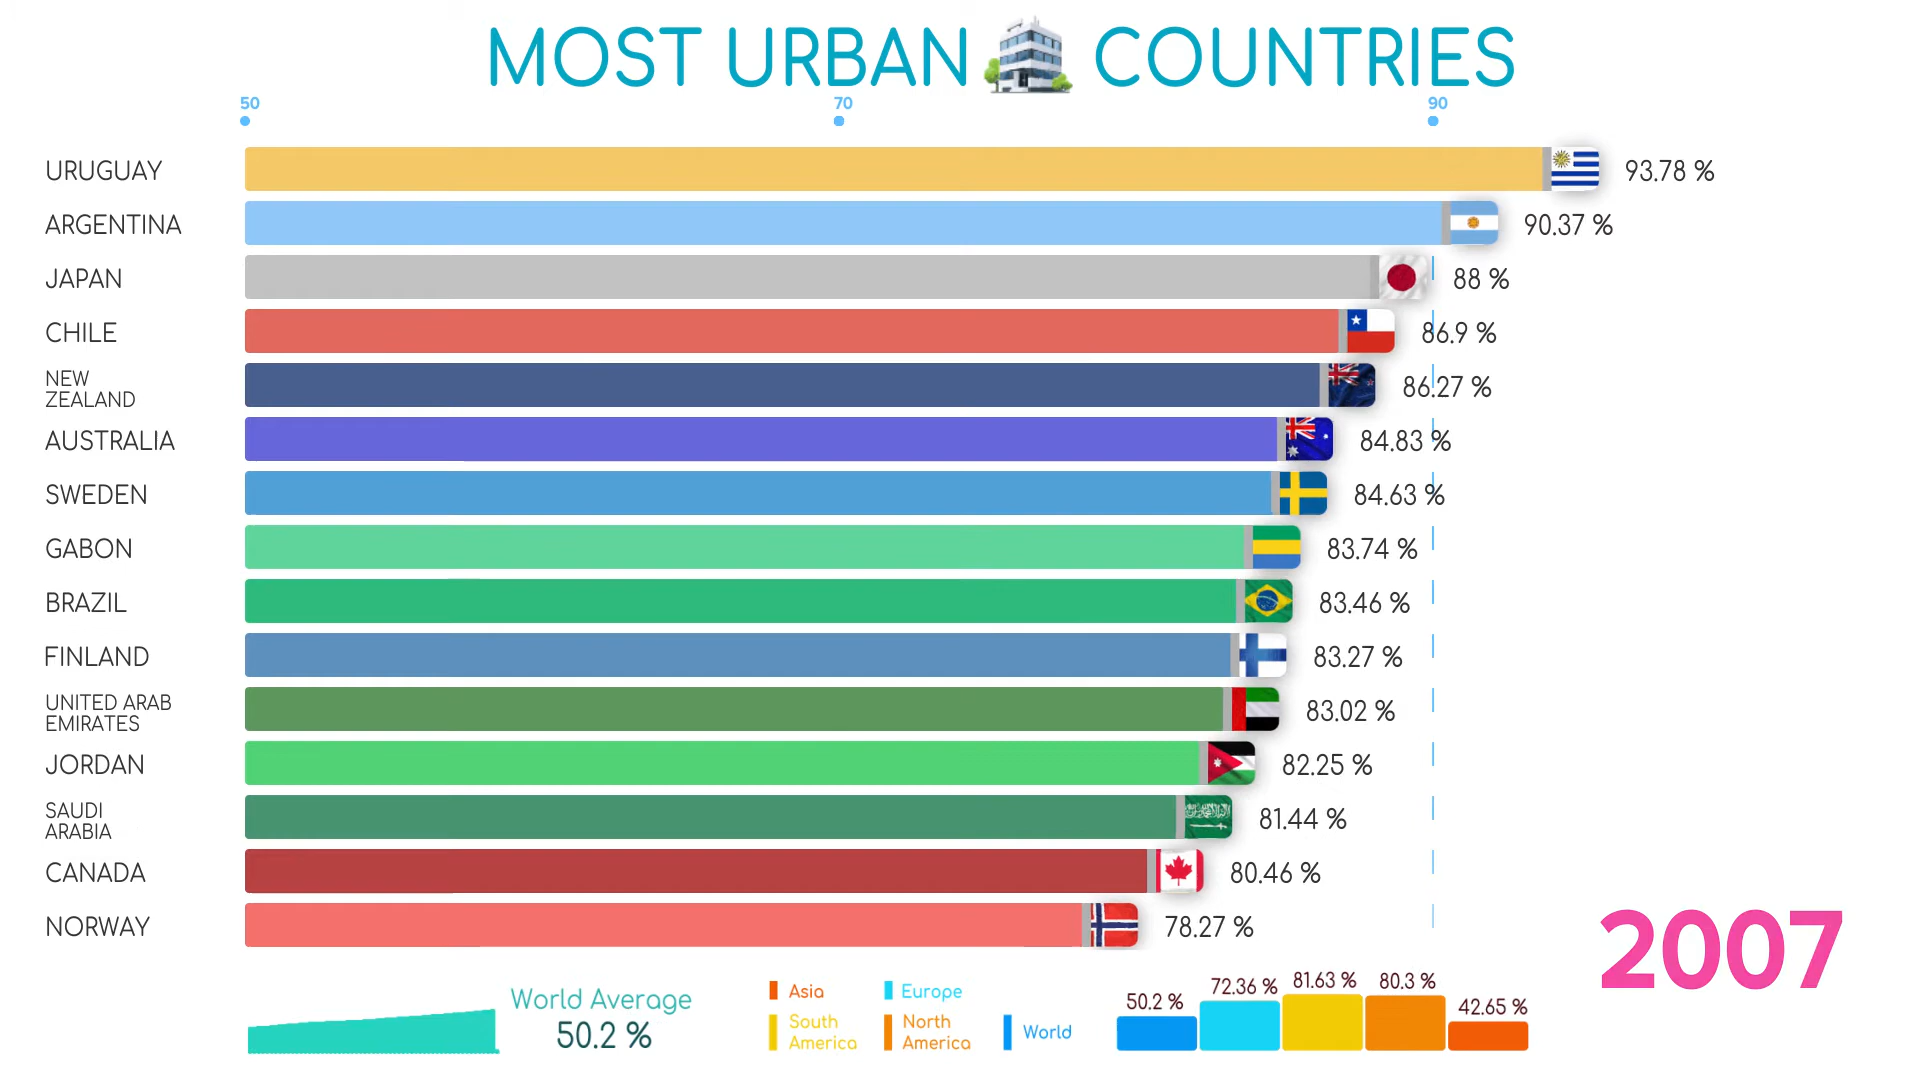 MOST URBAN COUNTRIES
50 70 90
URUGUAY 93.78 %
ARGENTINA 90.37 %
JAPAN 88 %
CHILE 86.9 %
NEW
ZEALAND 86.27 %
AUSTRALIA 84.83 %
SWEDEN 84.63 %
GABON 83.74 %
BRAZIL 83.46 %
FINLAND 83.27 %
UNITED ARAB
EMIRATES 83.02 %
JORDAN 82.25 %
SAUDI
ARABIA 81.44 %
CANADA 80.46 %
NORWAY 78.27 %
2007
World Average
50.2 %
Asia
Europe
South
America
North
America
World
50.2 % 72.36 % 81.63 % 80.3 % 42.65 %